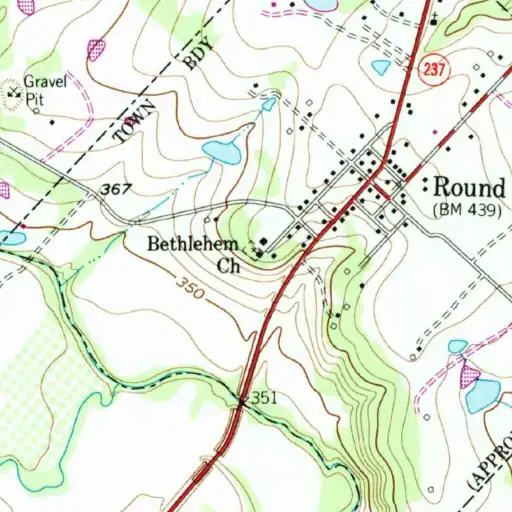 Gravel
Pit
BDY
TOWN
237
367
Round
(BM 439)
Bethlehem
Ch
350
351
(APPRO